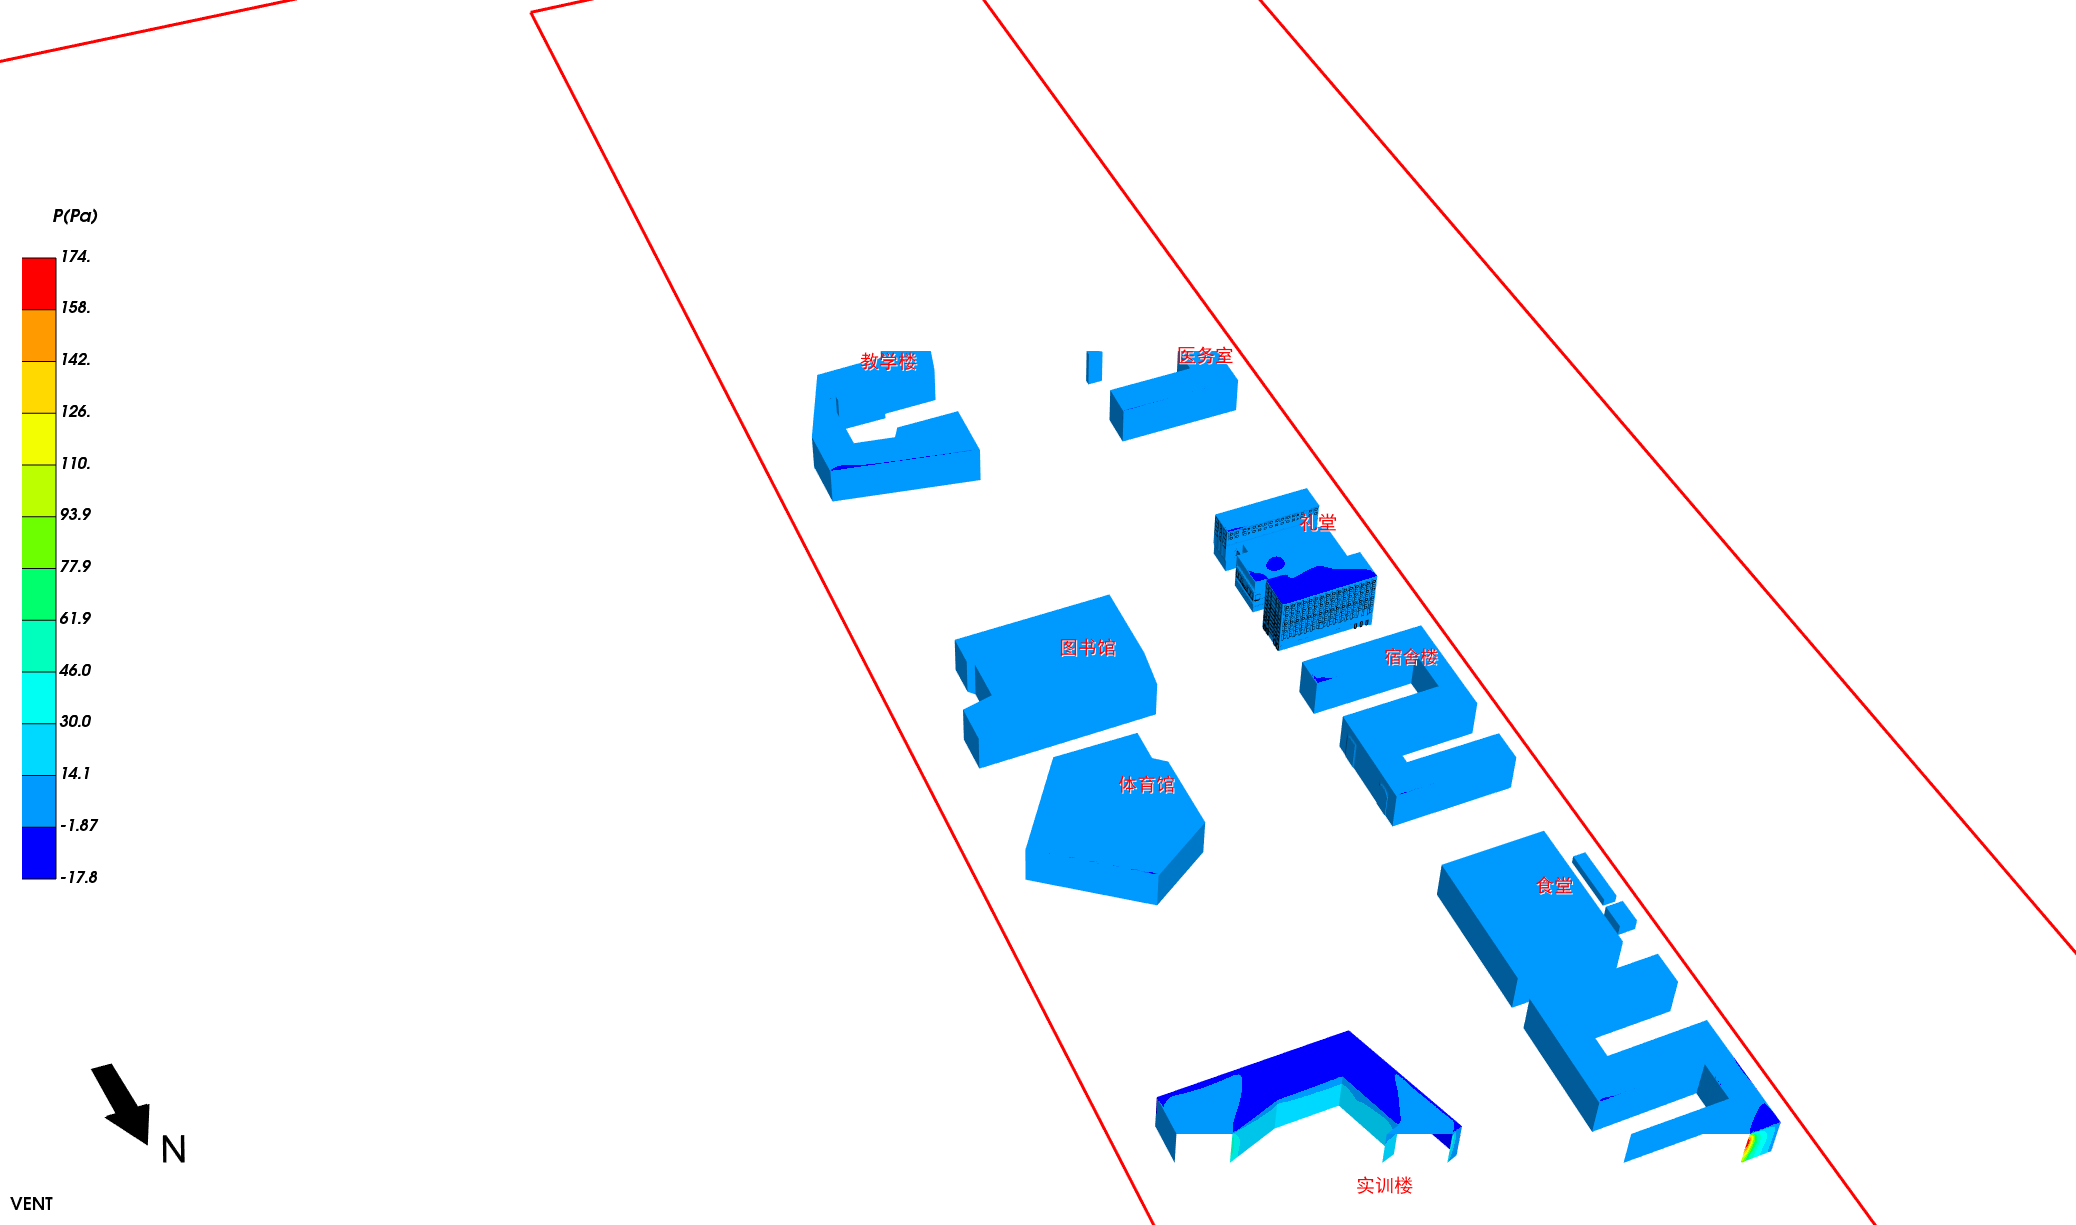 P(Pa)
174.
158.
142.
126.
110.
93.9
77.9
61.9
46.0
30.0
14.1
-1.87
-17.8
教学楼
医务室
礼堂
图书馆
宿舍楼
体育馆
食堂
实训楼
N
VENT